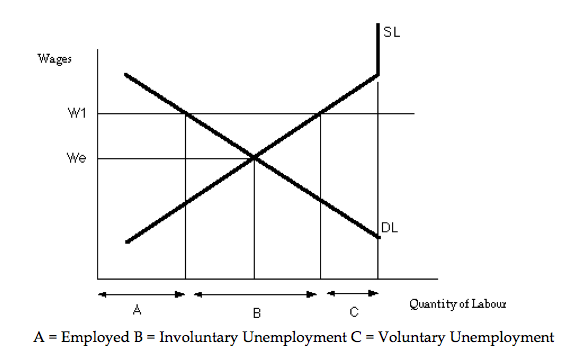 SL
Wages
W1
We
DL
A
B
C
Quantity of Labour
A = Employed B = Involuntary Unemployment C = Voluntary Unemployment